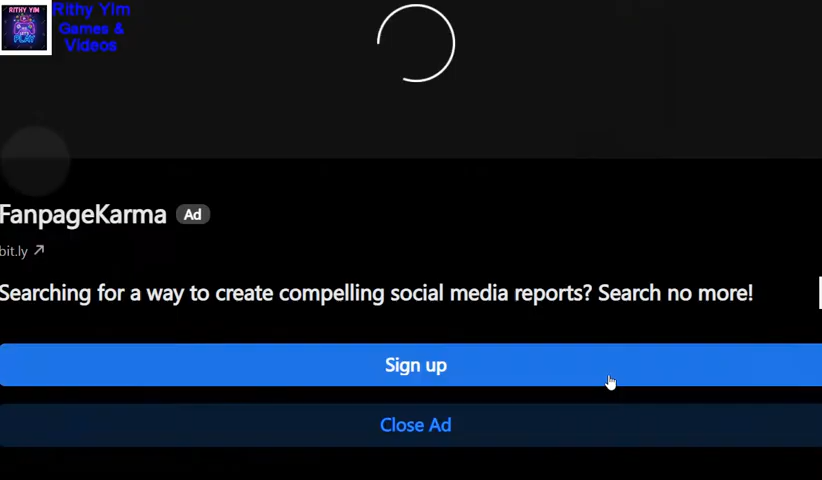 RITHY YIM
PLAY
Rithy Yim
Games &
Videos
FanpageKarma Ad
bit.ly
Searching for a way to create compelling social media reports? Search no more!
Sign up
Close Ad